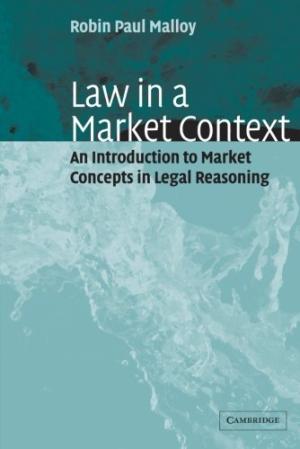 Robin Paul Malloy
Law in a
Market Context
An Introduction to Market
Concepts in Legal Reasoning
CAMBRIDGE